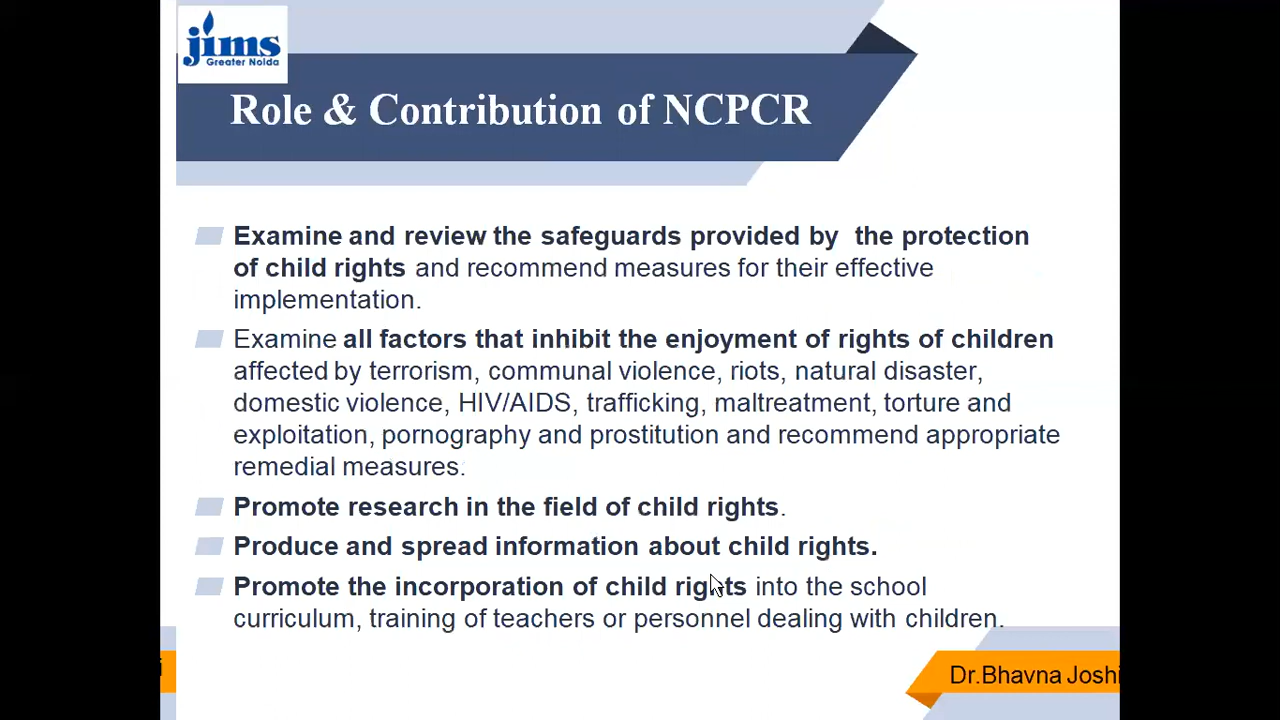 jims
Greater Noida
Role & Contribution of NCPCR
Examine and review the safeguards provided by the protection
of child rights and recommend measures for their effective
implementation.
Examine all factors that inhibit the enjoyment of rights of children
affected by terrorism, communal violence, riots, natural disaster,
domestic violence, HIV/AIDS, trafficking, maltreatment, torture and
exploitation, pornography and prostitution and recommend appropriate
remedial measures.
Promote research in the field of child rights.
Produce and spread information about child rights.
Promote the incorporation of child rights into the school
curriculum, training of teachers or personnel dealing with children.
i
Dr.Bhavna Joshi